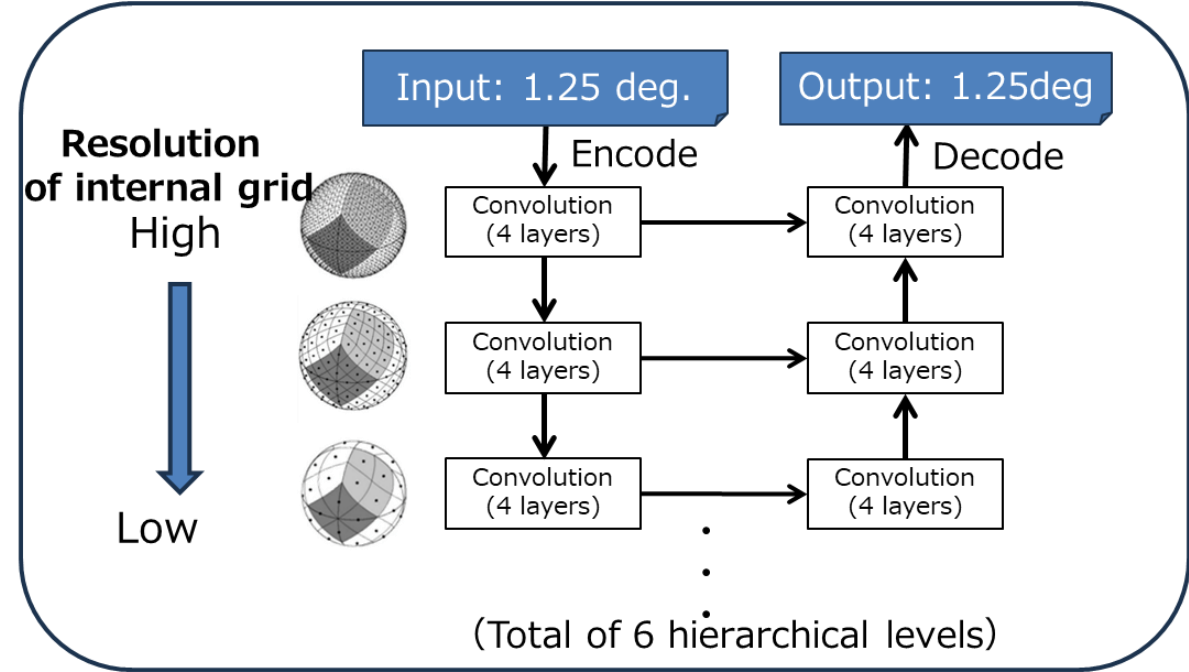 Input: 1.25 deg.
Output: 1.25deg
Encode
Decode
Resolution
of internal grid
High
Low
Convolution
(4 layers)
Convolution
(4 layers)
Convolution
(4 layers)
Convolution
(4 layers)
Convolution
(4 layers)
Convolution
(4 layers)
(Total of 6 hierarchical levels)